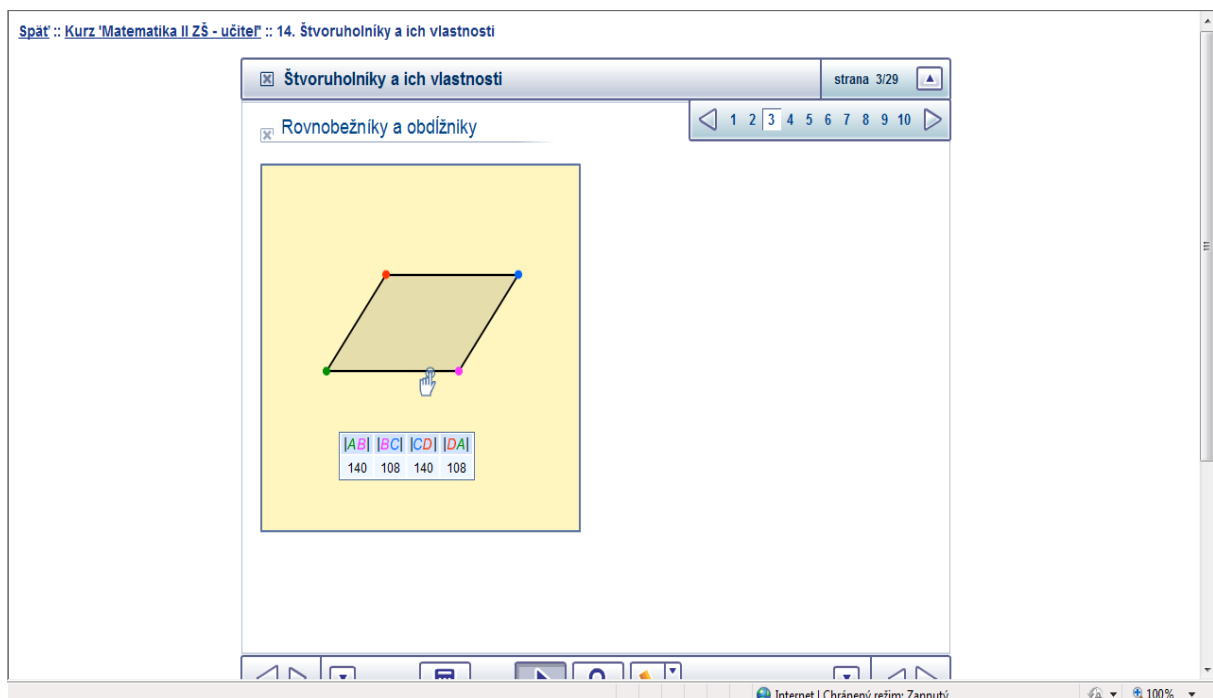 Späť :: Kurz 'Matematika II ZŠ - učiteľ' :: 14. Štvoruholníky a ich vlastnosti
Štvoruholníky a ich vlastnosti
strana 3/29
1 2 3 4 5 6 7 8 9 10
Rovnobežníky a obdĺžniky
|AB| |BC| |CD| |DA|
140 108 140 108
Internet | Chránený režim: Zapnutý
100%